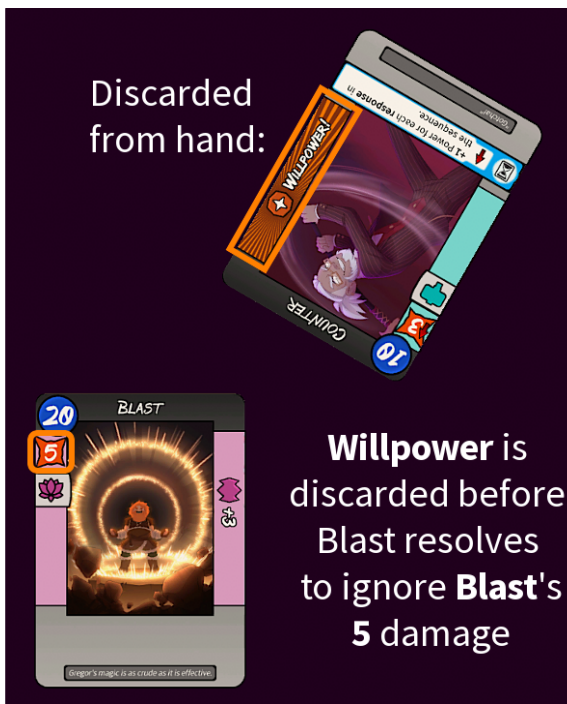 Discarded
from hand:
WILLPOWER!
+1 Power for each response in
the sequence.
"Gotcha!"
COUNTER
3
10
BLAST
20
5
+3
Gregor's magic is as crude as it is effective.
Willpower is
discarded before
Blast resolves
to ignore Blast's
5 damage